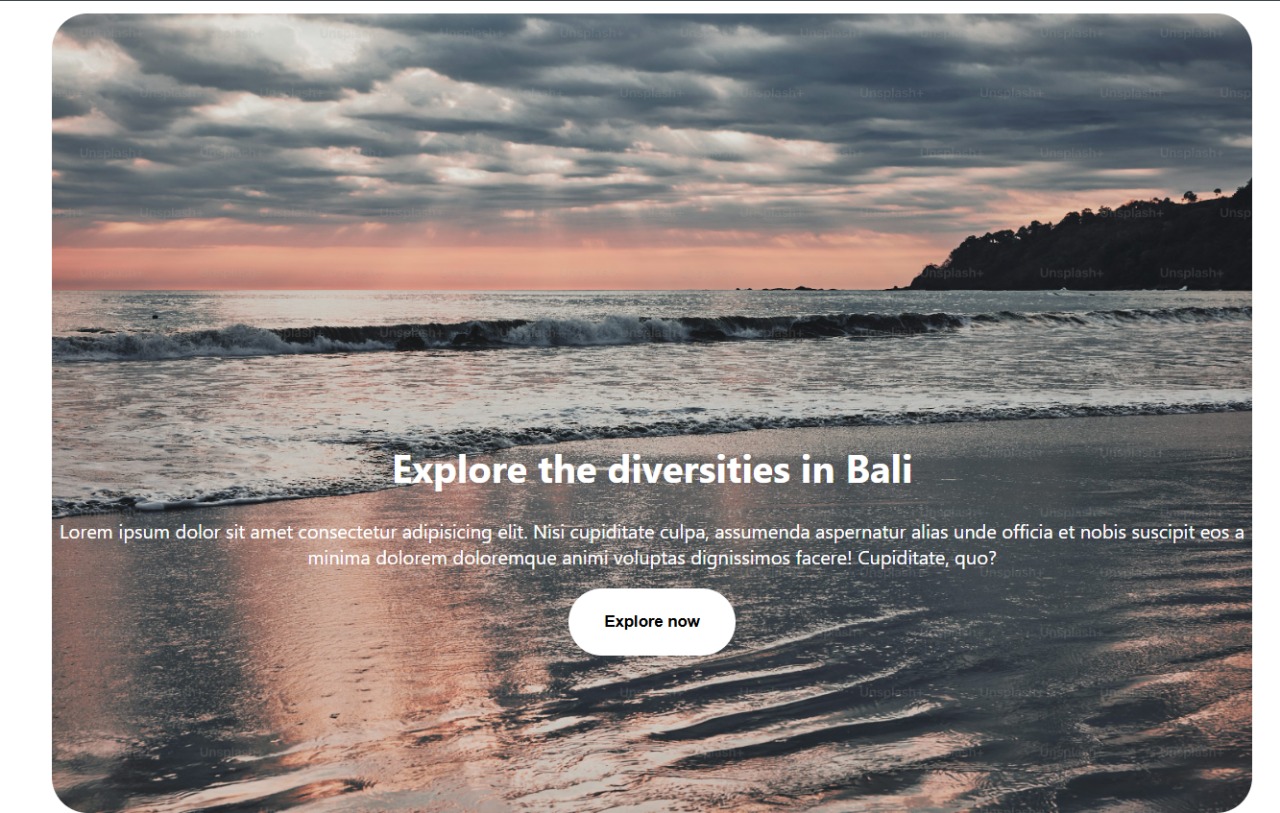 Explore the diversities in Bali
Lorem ipsum dolor sit amet consectetur adipisicing elit. Nisi cupiditate culpa, assumenda aspernatur alias unde officia et nobis suscipit eos a
minima dolorem doloremque animi voluptas dignissimos facere! Cupiditate, quo?
Explore now
Unsplash+